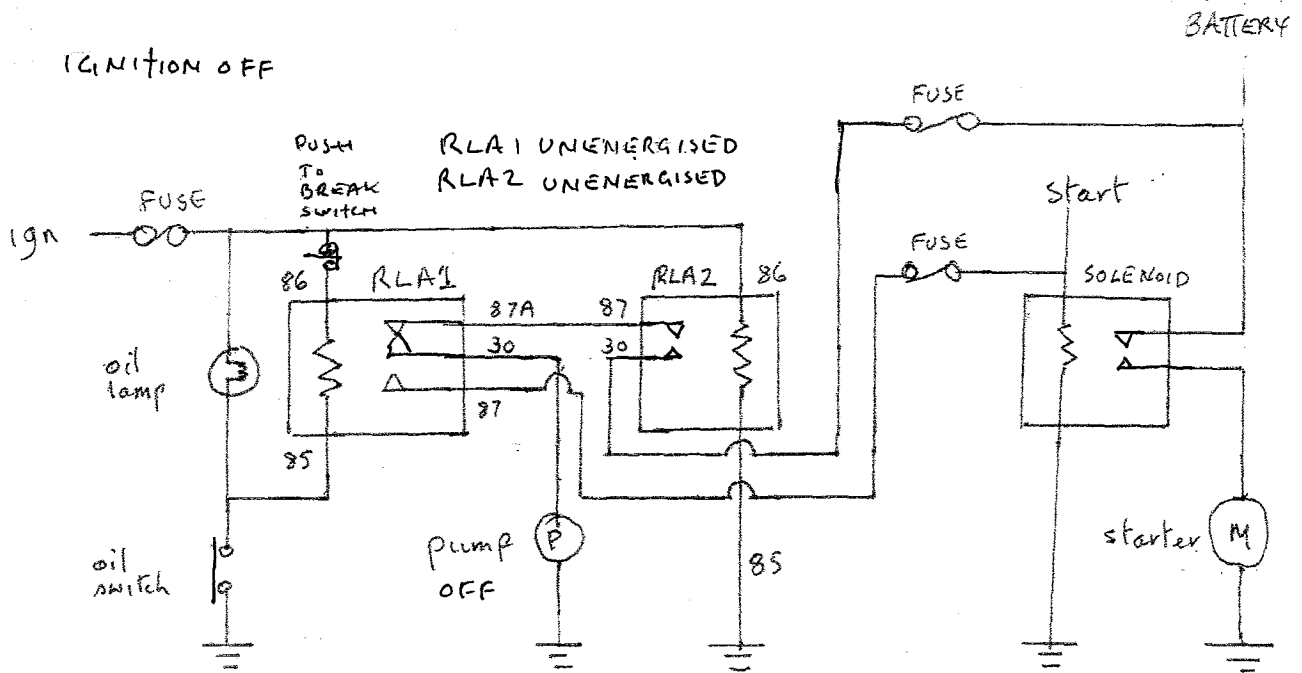 BATTERY
IGNITION OFF
FUSE
PUSH
TO
BREAK
SWITCH
RLA1 UNENERGISED
RLA2 UNENERGISED
start
FUSE
ign
FUSE
86
RLA1
RLA2
86
SOLENOID
87A
87
30
30
oil
lamp
87
85
pump
OFF
P
85
starter
M
oil
switch